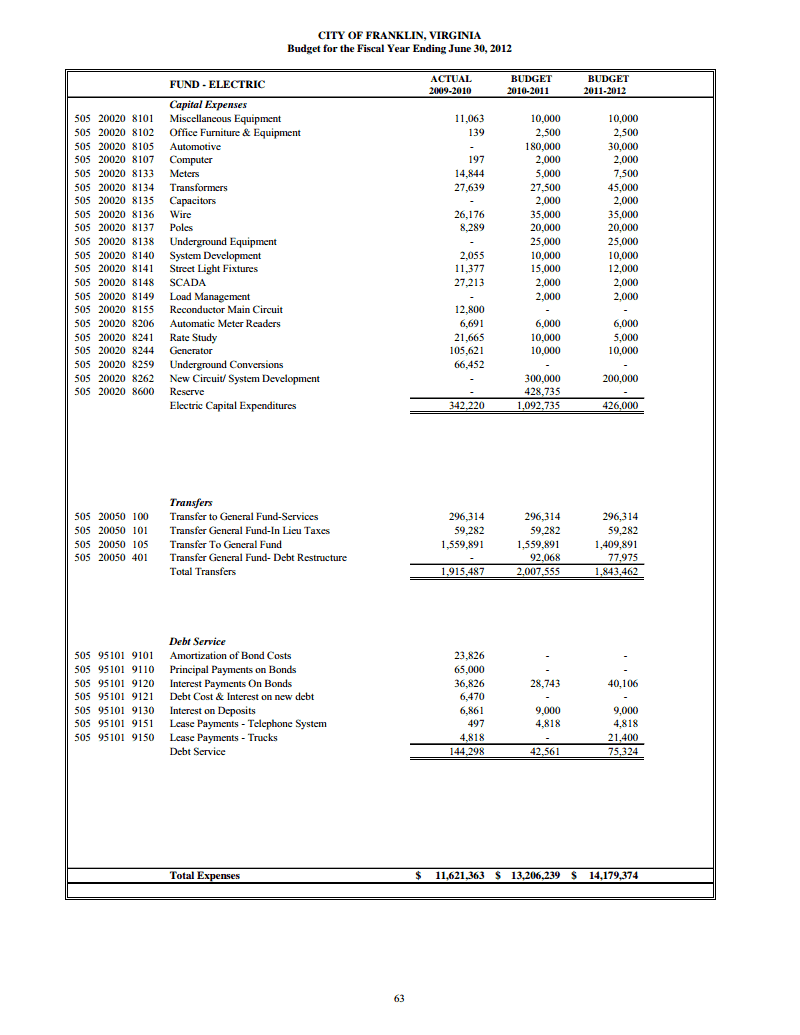 CITY OF FRANKLIN, VIRGINIA
Budget for the Fiscal Year Ending June 30, 2012
FUND - ELECTRIC ACTUAL 2009-2010 BUDGET 2010-2011 BUDGET 2011-2012
Capital Expenses
505 20020 8101 Miscellaneous Equipment 11,063 10,000 10,000
505 20020 8102 Office Furniture & Equipment 139 2,500 2,500
505 20020 8105 Automotive - 180,000 30,000
505 20020 8107 Computer 197 2,000 2,000
505 20020 8133 Meters 14,844 5,000 7,500
505 20020 8134 Transformers 27,639 27,500 45,000
505 20020 8135 Capacitors - 2,000 2,000
505 20020 8136 Wire 26,176 35,000 35,000
505 20020 8137 Poles 8,289 20,000 20,000
505 20020 8138 Underground Equipment - 25,000 25,000
505 20020 8140 System Development 2,055 10,000 10,000
505 20020 8141 Street Light Fixtures 11,377 15,000 12,000
505 20020 8148 SCADA 27,213 2,000 2,000
505 20020 8149 Load Management - 2,000 2,000
505 20020 8155 Reconductor Main Circuit 12,800 - -
505 20020 8206 Automatic Meter Readers 6,691 6,000 6,000
505 20020 8241 Rate Study 21,665 10,000 5,000
505 20020 8244 Generator 105,621 10,000 10,000
505 20020 8259 Underground Conversions 66,452 - -
505 20020 8262 New Circuit/ System Development - 300,000 200,000
505 20020 8600 Reserve - 428,735 -
Electric Capital Expenditures 342,220 1,092,735 426,000
Transfers
505 20050 100 Transfer to General Fund-Services 296,314 296,314 296,314
505 20050 101 Transfer General Fund-In Lieu Taxes 59,282 59,282 59,282
505 20050 105 Transfer To General Fund 1,559,891 1,559,891 1,409,891
505 20050 401 Transfer General Fund- Debt Restructure - 92,068 77,975
Total Transfers 1,915,487 2,007,555 1,843,462
Debt Service
505 95101 9101 Amortization of Bond Costs 23,826 - -
505 95101 9110 Principal Payments on Bonds 65,000 - -
505 95101 9120 Interest Payments On Bonds 36,826 28,743 40,106
505 95101 9121 Debt Cost & Interest on new debt 6,470 - -
505 95101 9130 Interest on Deposits 6,861 9,000 9,000
505 95101 9151 Lease Payments - Telephone System 497 4,818 4,818
505 95101 9150 Lease Payments - Trucks 4,818 - 21,400
Debt Service 144,298 42,561 75,324
Total Expenses $ 11,621,363 $ 13,206,239 $ 14,179,374
63